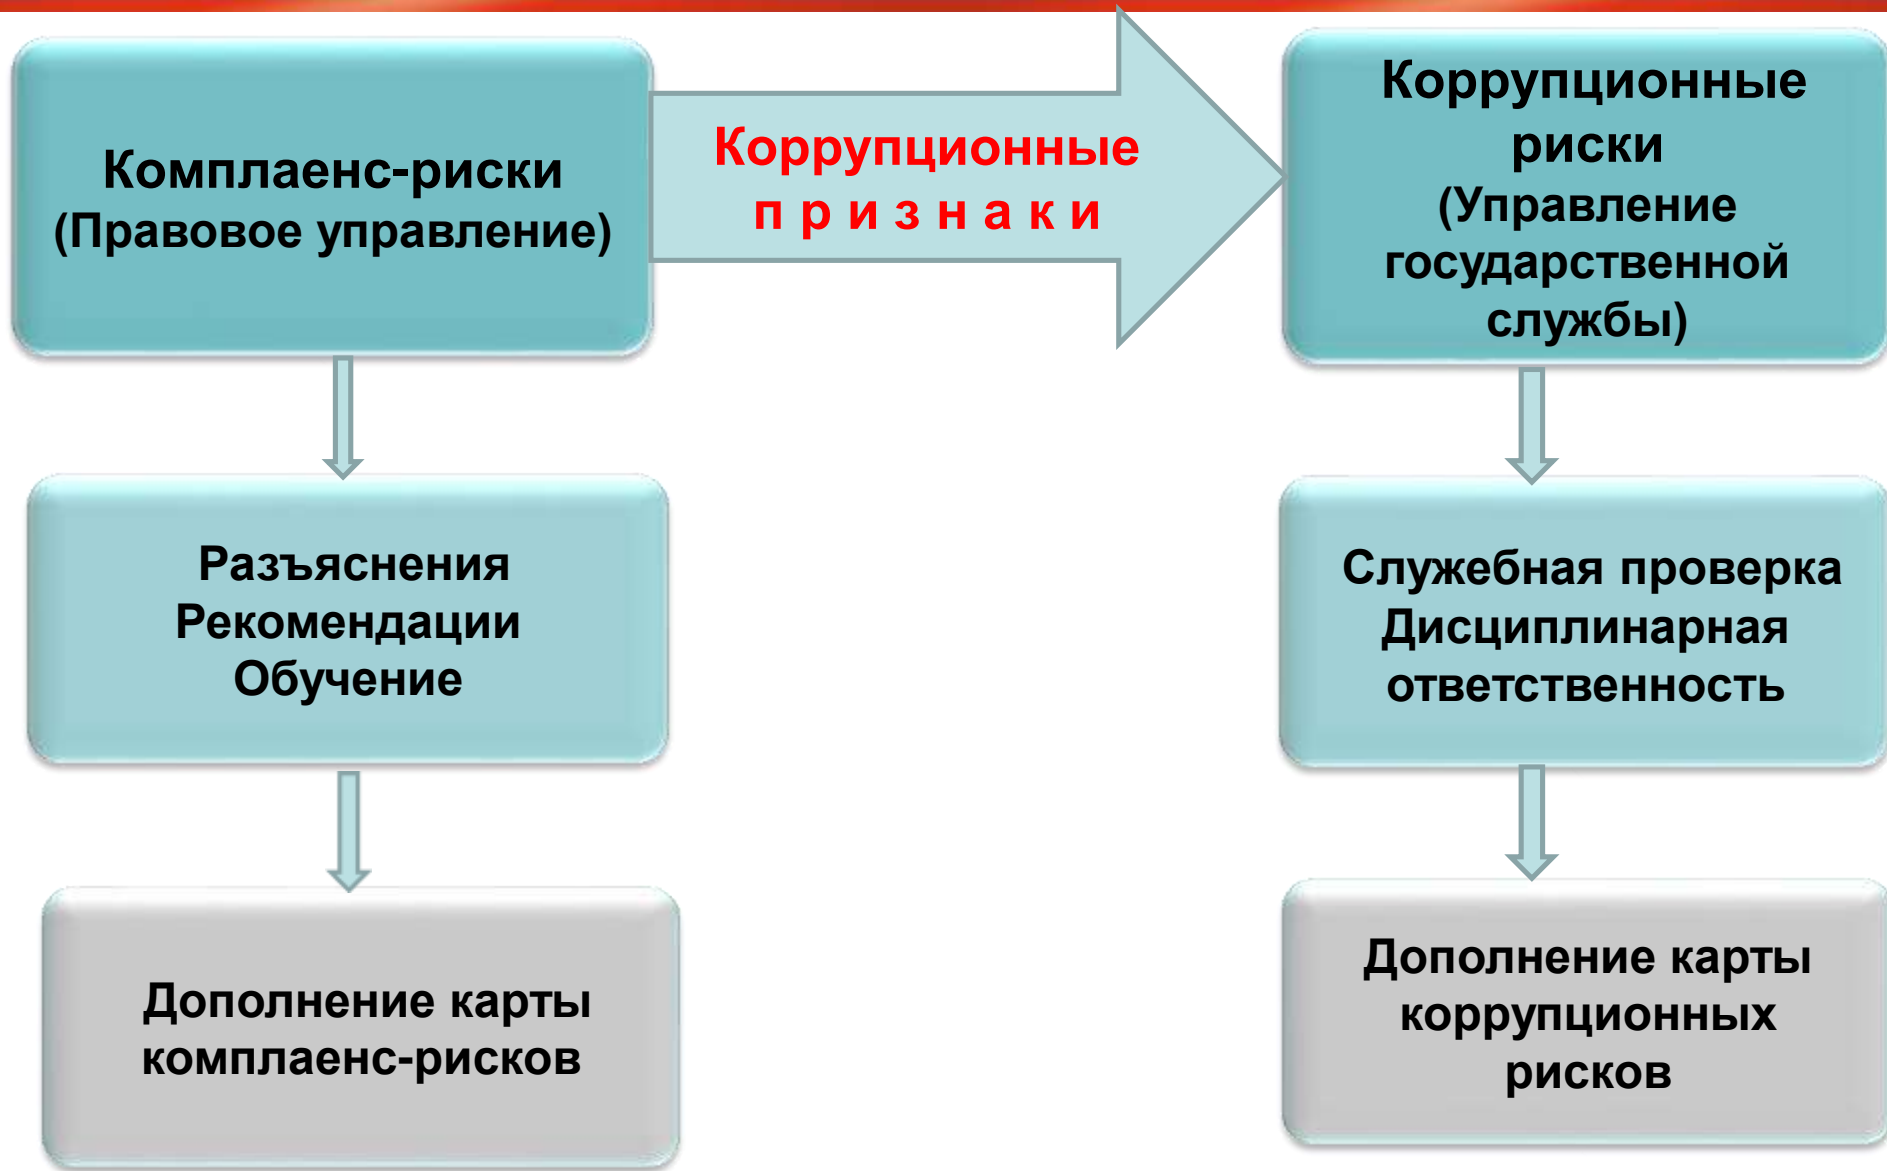 Комплаенс-риски
(Правовое управление)
Коррупционные
п р и з н а к и
Коррупционные
риски
(Управление
государственной
службы)
Разъяснения
Рекомендации
Обучение
Служебная проверка
Дисциплинарная
ответственность
Дополнение карты
комплаенс-рисков
Дополнение карты
коррупционных
рисков